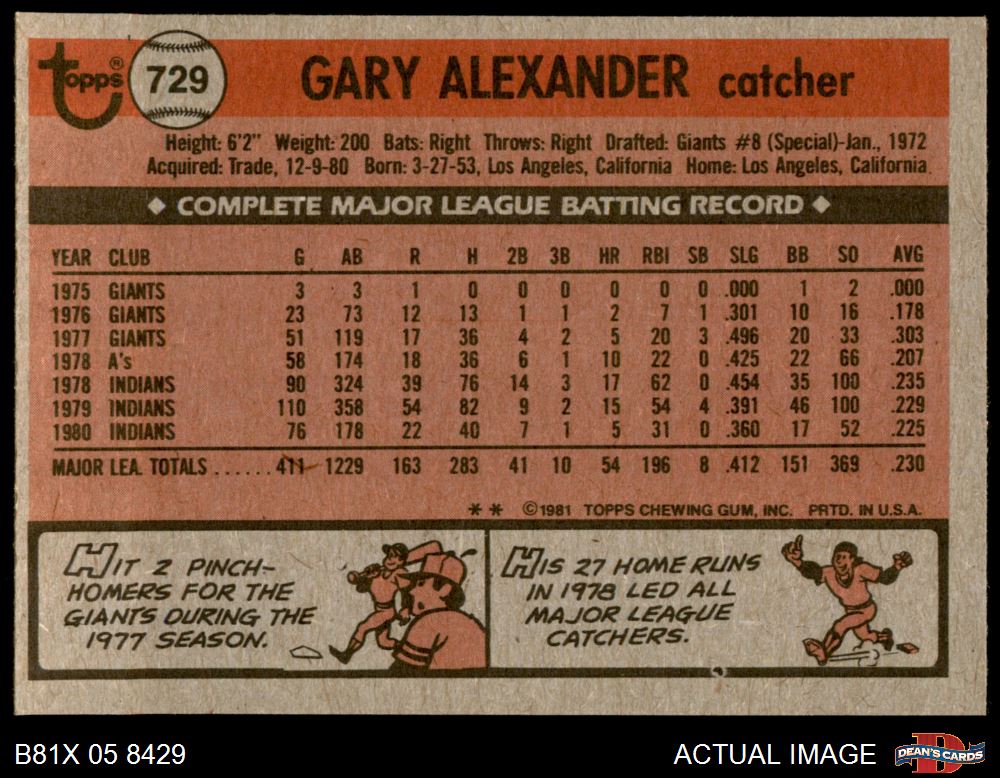 topps® 729 GARY ALEXANDER catcher
Height: 6'2" Weight: 200 Bats: Right Throws: Right Drafted: Giants #8 (Special)-Jan., 1972
Acquired: Trade, 12-9-80 Born: 3-27-53, Los Angeles, California Home: Los Angeles, California
◆ COMPLETE MAJOR LEAGUE BATTING RECORD ◆
YEAR CLUB G AB R H 2B 3B HR RBI SB SLG BB SO AVG
1975 GIANTS 3 3 1 0 0 0 0 0 0 .000 1 2 .000
1976 GIANTS 23 73 12 13 1 1 2 7 1 .301 10 16 .178
1977 GIANTS 51 119 17 36 4 2 5 20 3 .496 20 33 .303
1978 A's 58 174 18 36 6 1 10 22 0 .425 22 66 .207
1978 INDIANS 90 324 39 76 14 3 17 62 0 .454 35 100 .235
1979 INDIANS 110 358 54 82 9 2 15 54 4 .391 46 100 .229
1980 INDIANS 76 178 22 40 7 1 5 31 0 .360 17 52 .225
MAJOR LEA. TOTALS ......411 1229 163 283 41 10 54 196 8 .412 151 369 .230
* * ©1981 TOPPS CHEWING GUM, INC. PRTD. IN U.S.A.
HIT 2 PINCH-
HOMERS FOR THE
GIANTS DURING THE
1977 SEASON.
HIS 27 HOME RUNS
IN 1978 LED ALL
MAJOR LEAGUE
CATCHERS.
B81X 05 8429 ACTUAL IMAGE DEAN'S CARDS